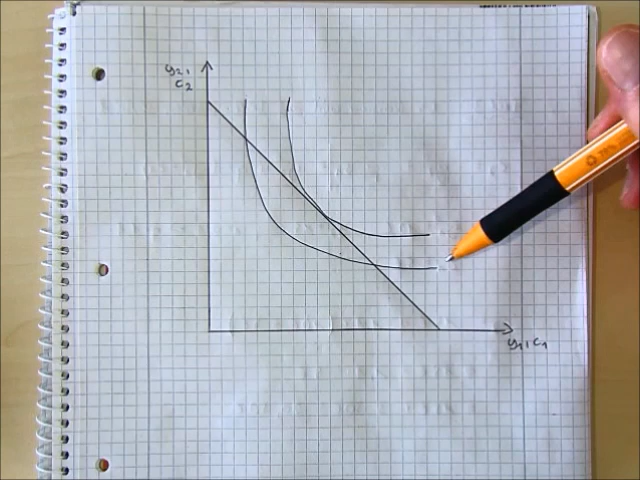 y₂,
c₂
y₁, c₁